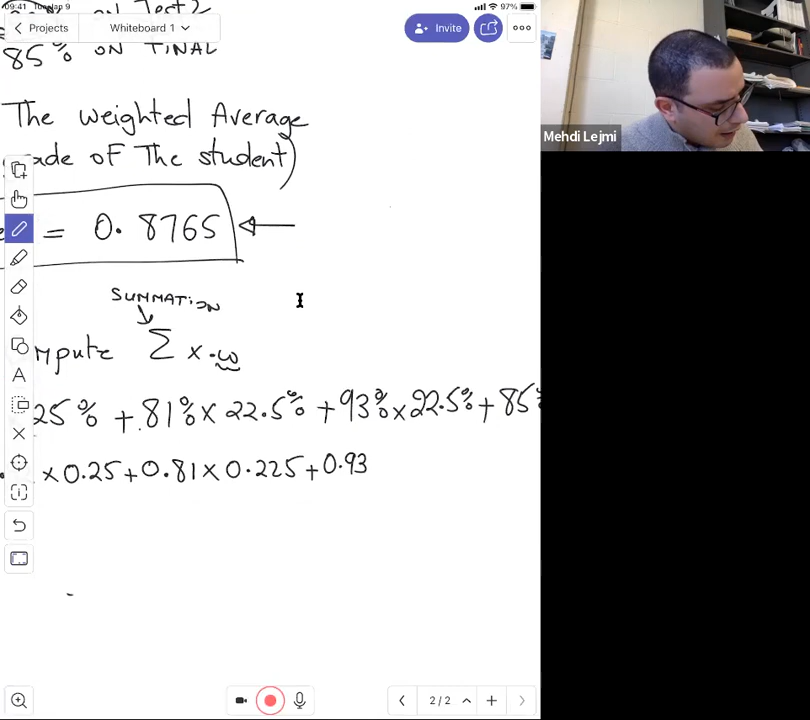 09:41 Tue Jan 9 97%
Projects Whiteboard 1 Invite
on Test2
85% on FINAL
The weighted Average
ade of The student)
= 0.8765
SUMMATION
mpute Σ x·w
25% + 81% × 22.5% + 93% × 22.5% + 85%
× 0.25 + 0.81 × 0.225 + 0.93
2/2
Mehdi Lejmi